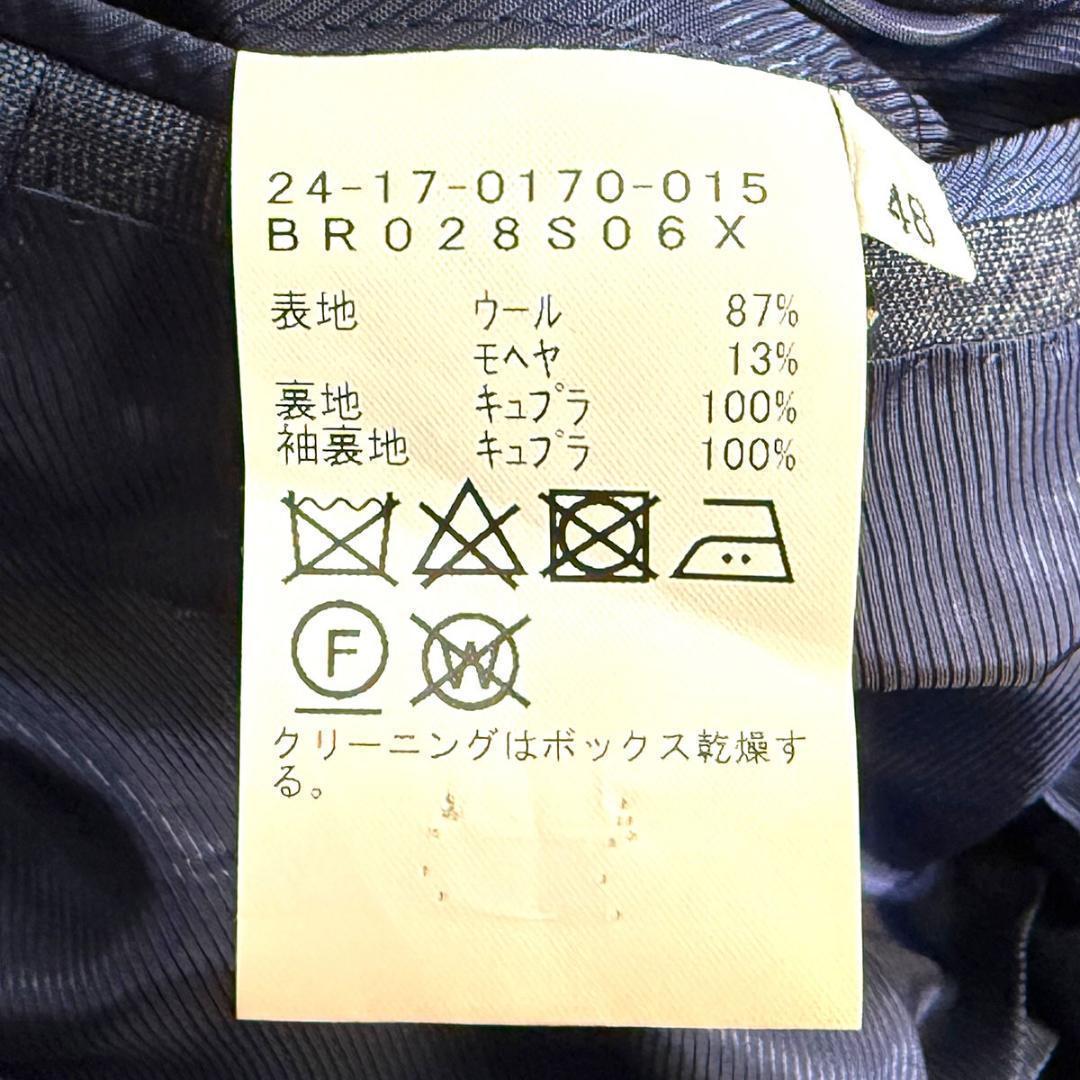 24-17-0170-015
BR028S06X
48
表地 ウール 87%
モヘヤ 13%
裏地 キュプラ 100%
袖裏地 キュプラ 100%
F
W
クリーニングはボックス乾燥す
る。